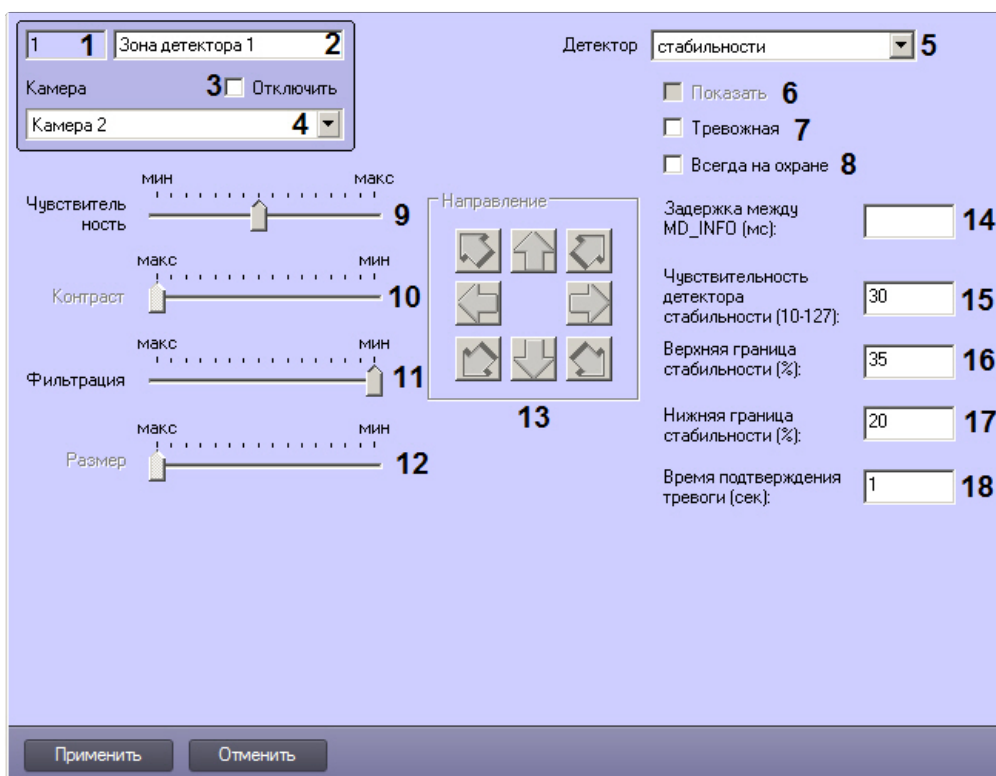 1 1 Зона детектора 1 2
Камера 3 Отключить
Камера 2 4
Детектор стабильности 5
Показать 6
Тревожная 7
Всегда на охране 8
мин макс
Чувствитель
ность 9
макс мин
Контраст 10
макс мин
Фильтрация 11
макс мин
Размер 12
Направление
13
Задержка между
MD_INFO (мс): 14
Чувствительность
детектора
стабильности (10-127): 30 15
Верхняя граница
стабильности (%): 35 16
Нижняя граница
стабильности (%): 20 17
Время подтверждения
тревоги (сек): 1 18
Применить Отменить